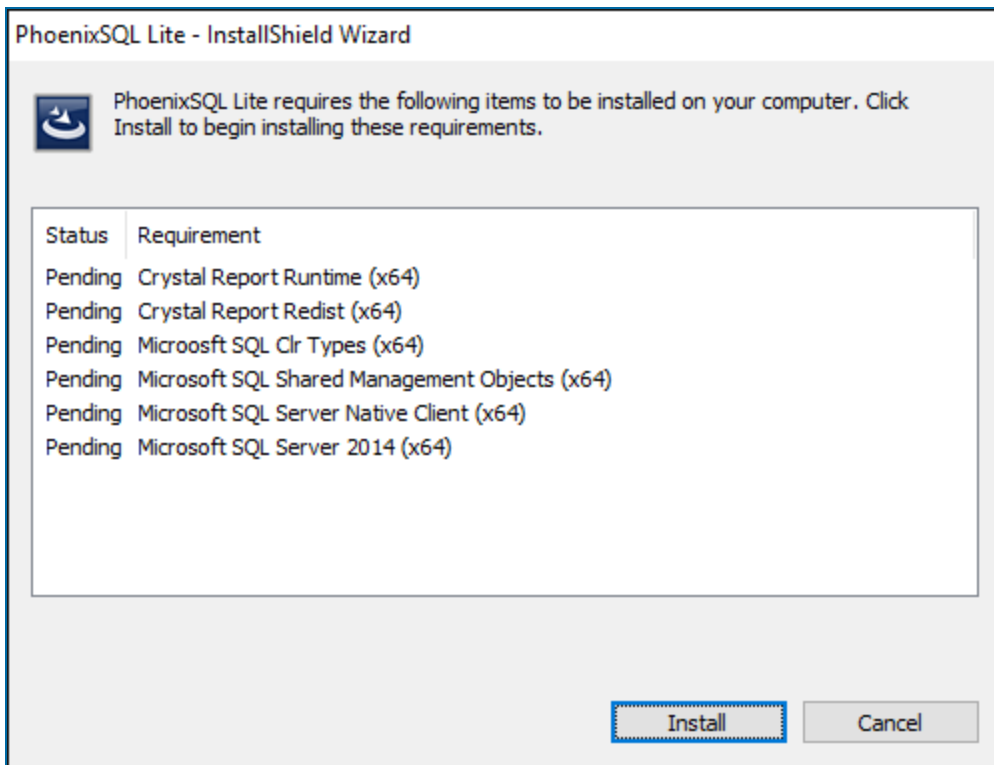 PhoenixSQL Lite - InstallShield Wizard
PhoenixSQL Lite requires the following items to be installed on your computer. Click
Install to begin installing these requirements.
Status Requirement
Pending Crystal Report Runtime (x64)
Pending Crystal Report Redist (x64)
Pending Microosft SQL Clr Types (x64)
Pending Microsoft SQL Shared Management Objects (x64)
Pending Microsoft SQL Server Native Client (x64)
Pending Microsoft SQL Server 2014 (x64)
Install Cancel